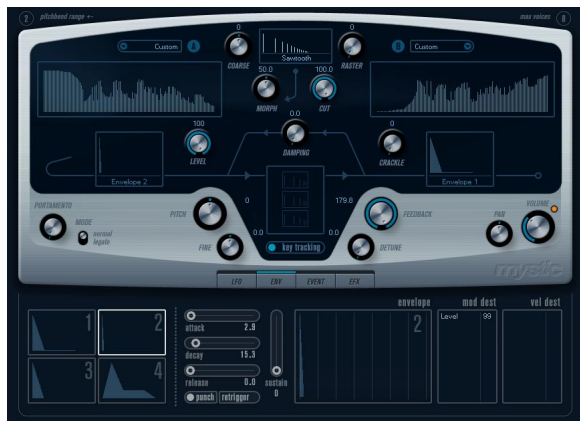 2 pitchbend range +- max voices 8
0 0
Custom A Sawtooth B Custom
COARSE RASTER
50.0 100.0
MORPH CUT
0.0
100 0
DAMPING
LEVEL CRACKLE
Envelope 2 Envelope 1
PORTAMENTO PITCH 0 179.8 FEEDBACK VOLUME
MODE PAN
normal
legato
0.0 0.0
FINE key tracking DETUNE
mystic
LFO ENV EVENT EFX
envelope mod dest vel dest
1 2 attack 2.9 2 Level 99
decay 15.3
3 4 release 0.0 sustain
punch retrigger 0